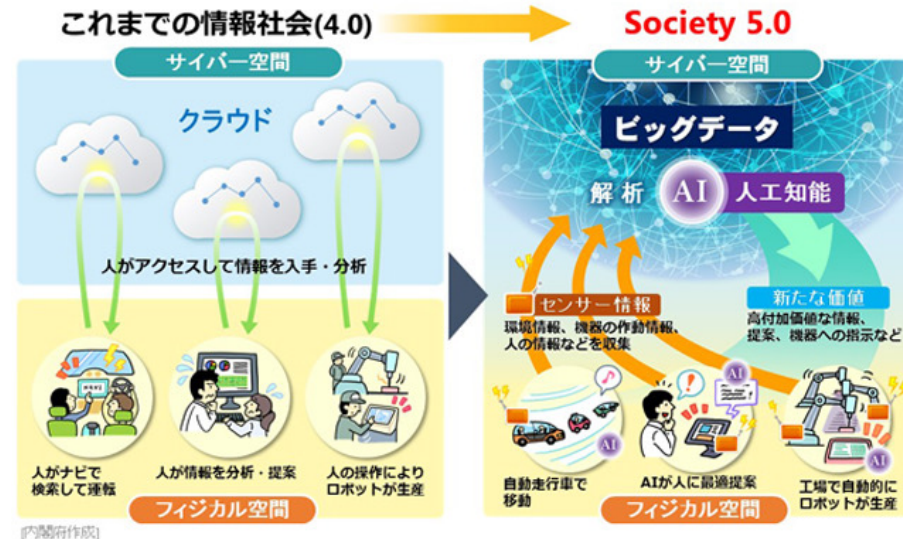 これまでの情報社会(4.0)
Society 5.0
サイバー空間
クラウド
人がアクセスして情報を入手・分析
人がナビで
検索して運転
人が情報を分析・提案
人の操作により
ロボットが生産
フィジカル空間
[内閣府作成]
サイバー空間
ビッグデータ
解析
AI
人工知能
センサー情報
環境情報、機器の作動情報、
人の情報などを収集
新たな価値
高付加価値な情報、
提案、機器への指示など
AI
AI
AI
自動走行車で
移動
AIが人に最適提案
工場で自動的に
ロボットが生産
フィジカル空間